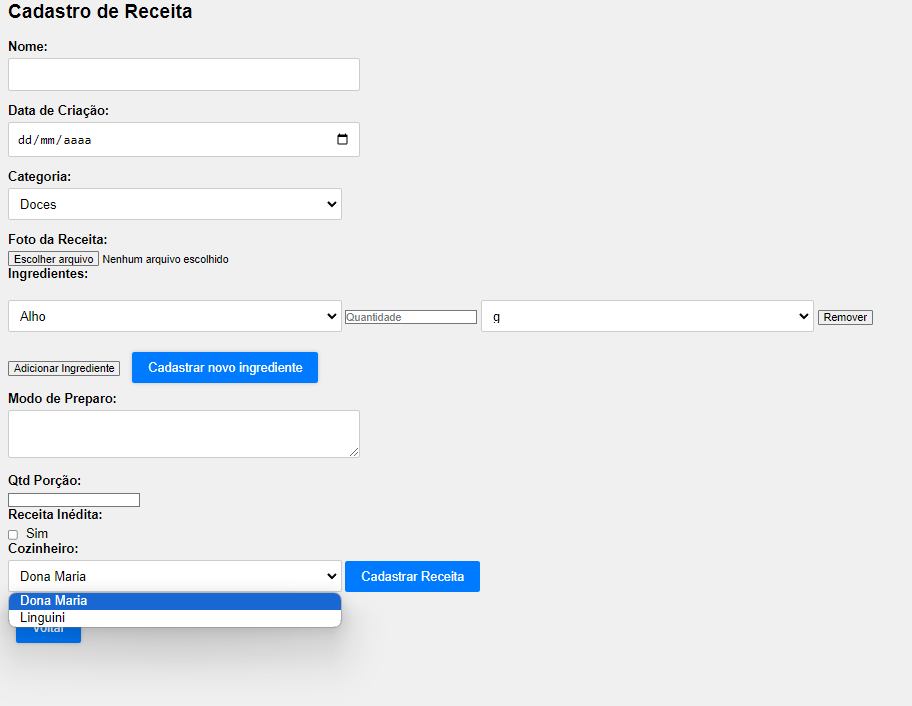 Cadastro de Receita
Nome:
Data de Criação:
dd/mm/aaaa
Categoria:
Doces
Foto da Receita:
Escolher arquivo Nenhum arquivo escolhido
Ingredientes:
Alho Quantidade g Remover
Adicionar Ingrediente Cadastrar novo ingrediente
Modo de Preparo:
Qtd Porção:
Receita Inédita:
Sim
Cozinheiro:
Dona Maria Cadastrar Receita
Dona Maria
Linguini
Voltar